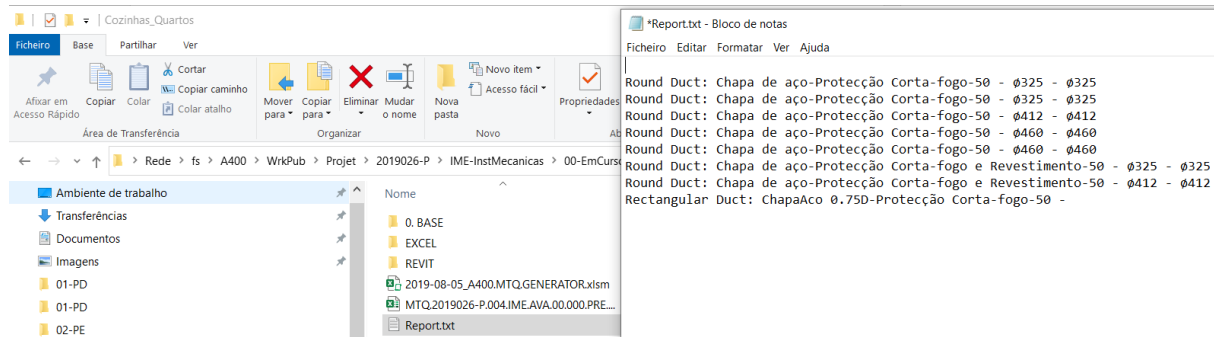 Cozinhas_Quartos
Ficheiro Base Partilhar Ver
Afixar em Acesso Rápido
Copiar
Colar
Cortar
Copiar caminho
Colar atalho
Mover para
Copiar para
Eliminar
Mudar o nome
Nova pasta
Novo item
Acesso fácil
Propriedades
Área de Transferência
Organizar
Novo
Ab
Rede > fs > A400 > WrkPub > Projet > 2019026-P > IME-InstMecanicas > 00-EmCurs
Ambiente de trabalho
Transferências
Documentos
Imagens
01-PD
01-PD
02-PE
Nome
0. BASE
EXCEL
REVIT
2019-08-05_A400.MTQ.GENERATOR.xlsm
MTQ.2019026-P.004.IME.AVA.00.000.PRE....
Report.txt
*Report.txt - Bloco de notas
Ficheiro Editar Formatar Ver Ajuda
Round Duct: Chapa de aço-Protecção Corta-fogo-50 - ø325 - ø325
Round Duct: Chapa de aço-Protecção Corta-fogo-50 - ø325 - ø325
Round Duct: Chapa de aço-Protecção Corta-fogo-50 - ø412 - ø412
Round Duct: Chapa de aço-Protecção Corta-fogo-50 - ø460 - ø460
Round Duct: Chapa de aço-Protecção Corta-fogo-50 - ø460 - ø460
Round Duct: Chapa de aço-Protecção Corta-fogo e Revestimento-50 - ø325 - ø325
Round Duct: Chapa de aço-Protecção Corta-fogo e Revestimento-50 - ø412 - ø412
Rectangular Duct: ChapaAco 0.75D-Protecção Corta-fogo-50 -